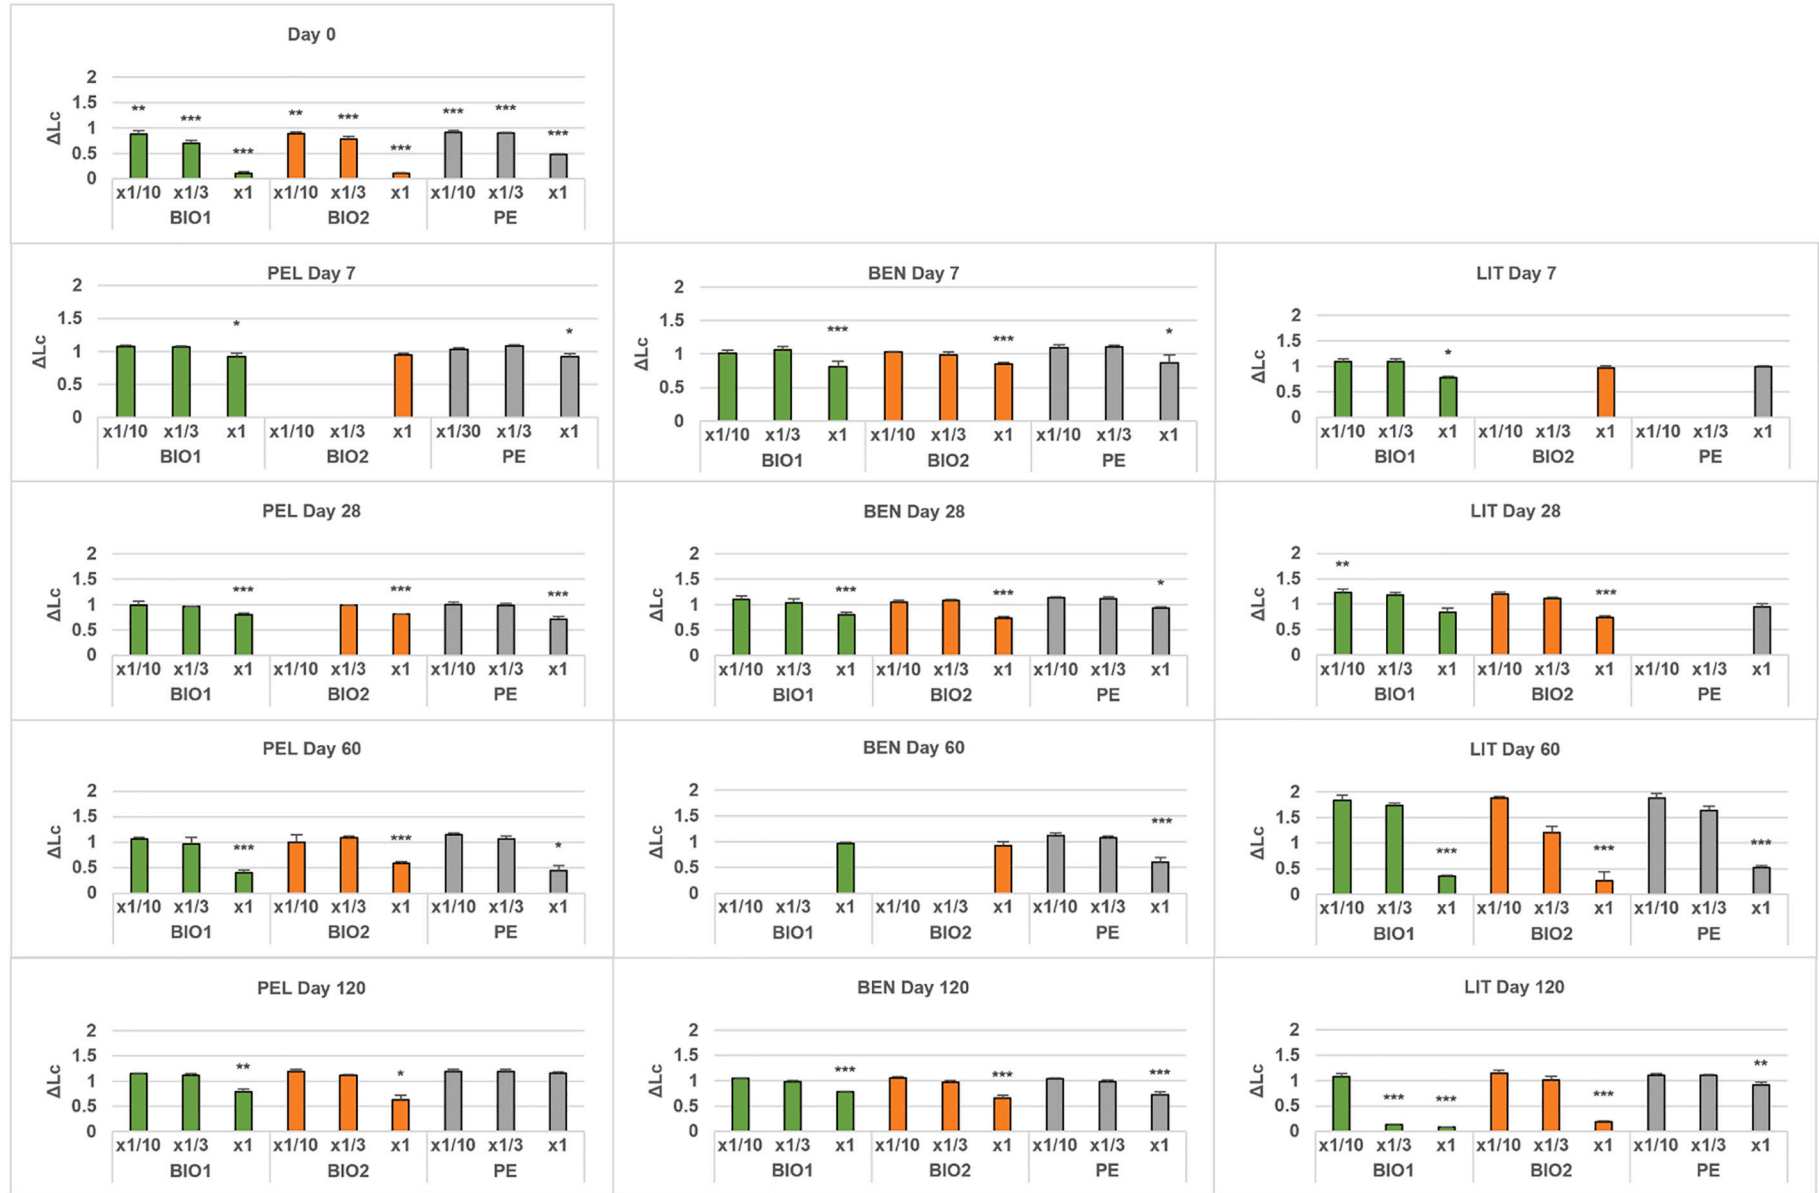 Day 0
2
** *** ** *** *** ***
1.5
*** *** ***
1
0.5
0
ΔLc
x1/10 x1/3 x1 x1/10 x1/3 x1 x1/10 x1/3 x1
BIO1 BIO2 PE
PEL Day 7
2
1.5
* *
1
0.5
0
ΔLc
x1/10 x1/3 x1 x1/10 x1/3 x1 x1/30 x1/3 x1
BIO1 BIO2 PE
BEN Day 7
2
1.5
*** *** *
1
0.5
0
ΔLc
x1/10 x1/3 x1 x1/10 x1/3 x1 x1/10 x1/3 x1
BIO1 BIO2 PE
LIT Day 7
2
1.5
*
1
0.5
0
ΔLc
x1/10 x1/3 x1 x1/10 x1/3 x1 x1/10 x1/3 x1
BIO1 BIO2 PE
PEL Day 28
2
1.5
*** *** ***
1
0.5
0
ΔLc
x1/10 x1/3 x1 x1/10 x1/3 x1 x1/10 x1/3 x1
BIO1 BIO2 PE
BEN Day 28
2
1.5
*** *** *
1
0.5
0
ΔLc
x1/10 x1/3 x1 x1/10 x1/3 x1 x1/10 x1/3 x1
BIO1 BIO2 PE
LIT Day 28
2
**
1.5
***
1
0.5
0
ΔLc
x1/10 x1/3 x1 x1/10 x1/3 x1 x1/10 x1/3 x1
BIO1 BIO2 PE
PEL Day 60
2
1.5
*** *** *
1
0.5
0
ΔLc
x1/10 x1/3 x1 x1/10 x1/3 x1 x1/10 x1/3 x1
BIO1 BIO2 PE
BEN Day 60
2
1.5
***
1
0.5
0
ΔLc
x1/10 x1/3 x1 x1/10 x1/3 x1 x1/10 x1/3 x1
BIO1 BIO2 PE
LIT Day 60
2
1.5
1
*** *** ***
0.5
0
ΔLc
x1/10 x1/3 x1 x1/10 x1/3 x1 x1/10 x1/3 x1
BIO1 BIO2 PE
PEL Day 120
2
1.5
** *
1
0.5
0
ΔLc
x1/10 x1/3 x1 x1/10 x1/3 x1 x1/10 x1/3 x1
BIO1 BIO2 PE
BEN Day 120
2
1.5
*** *** ***
1
0.5
0
ΔLc
x1/10 x1/3 x1 x1/10 x1/3 x1 x1/10 x1/3 x1
BIO1 BIO2 PE
LIT Day 120
2
1.5
**
1
*** *** ***
0.5
0
ΔLc
x1/10 x1/3 x1 x1/10 x1/3 x1 x1/10 x1/3 x1
BIO1 BIO2 PE